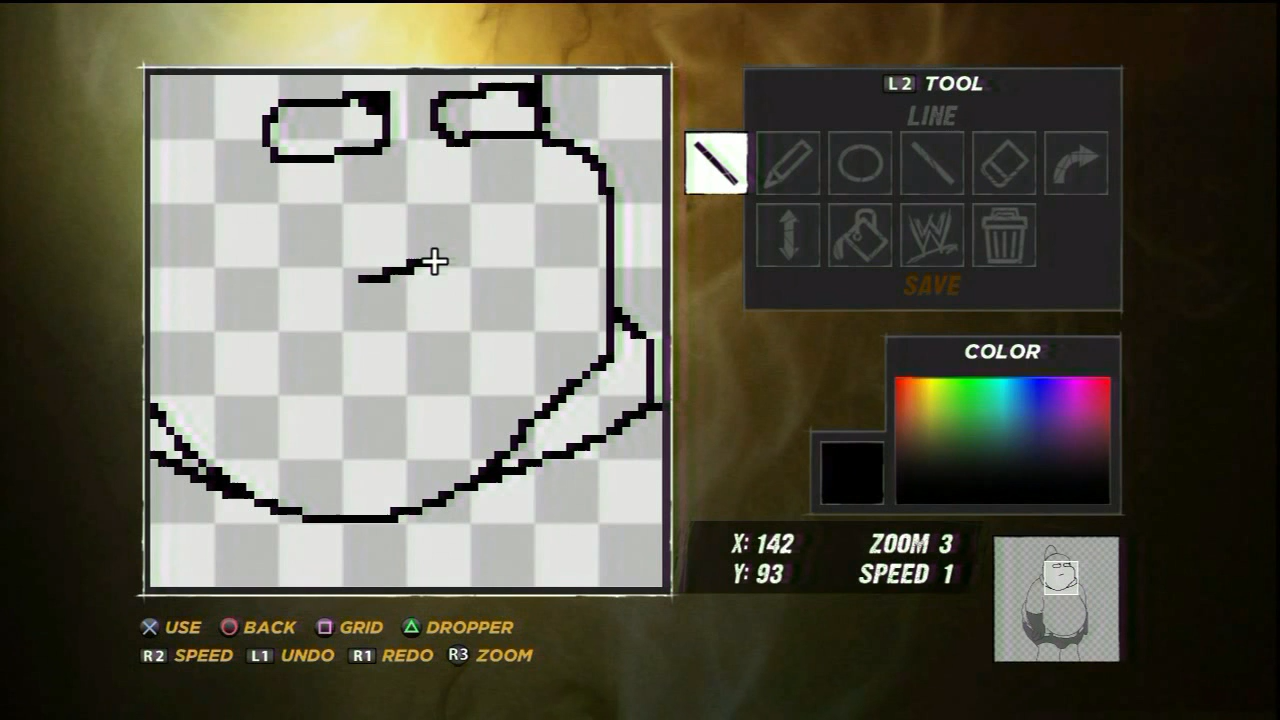 L2 TOOL
LINE
SAVE
COLOR
X: 142 ZOOM 3
Y: 93 SPEED 1
USE BACK GRID DROPPER
R2 SPEED L1 UNDO R1 REDO R3 ZOOM